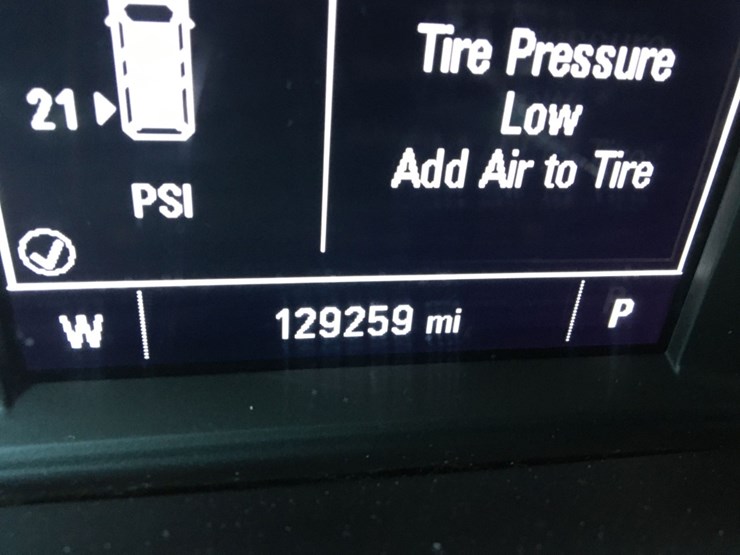 Tire Pressure
Low
Add Air to Tire
21
PSI
W 129259 mi P